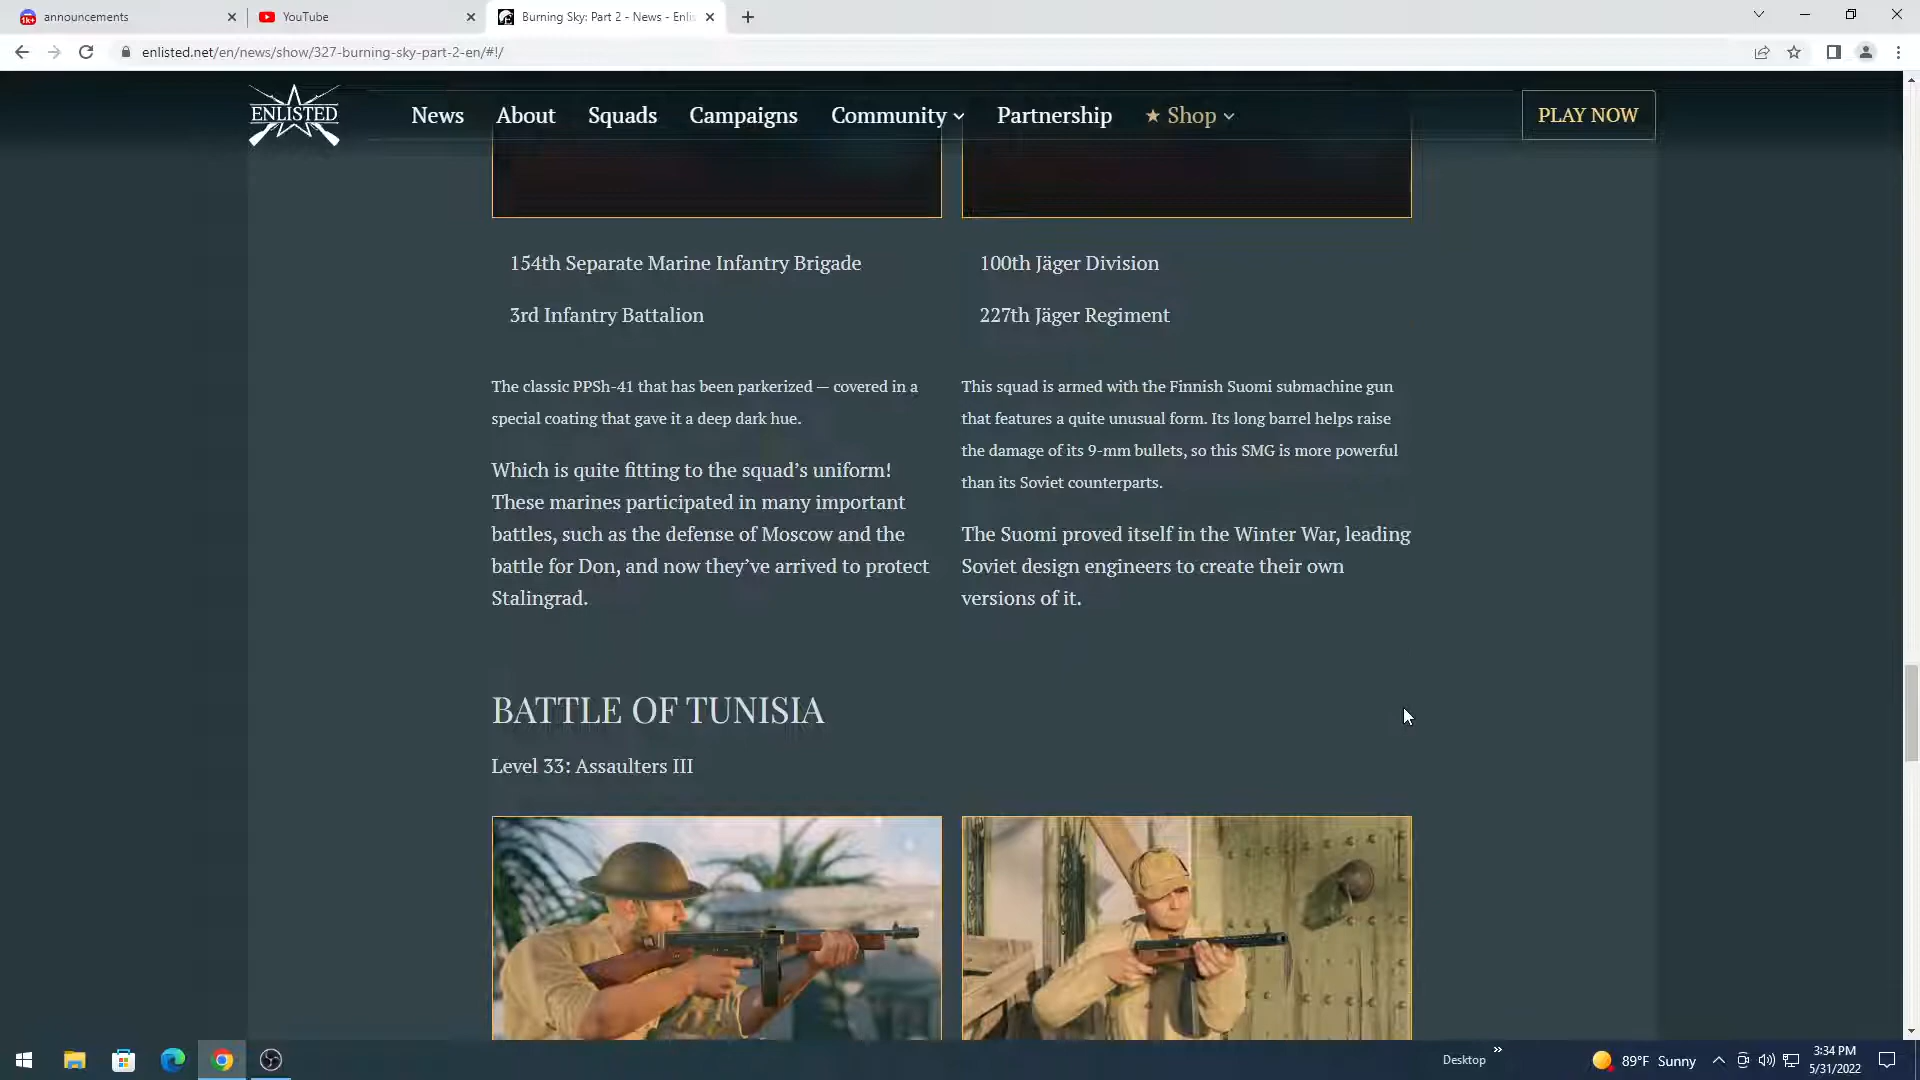 announcements
YouTube
Burning Sky: Part 2 - News - Enlis
enlisted.net/en/news/show/327-burning-sky-part-2-en/#!/
ENLISTED
News
About
Squads
Campaigns
Community
Partnership
★ Shop
PLAY NOW
154th Separate Marine Infantry Brigade
3rd Infantry Battalion
The classic PPSh-41 that has been parkerized — covered in a
special coating that gave it a deep dark hue.
Which is quite fitting to the squad’s uniform!
These marines participated in many important
battles, such as the defense of Moscow and the
battle for Don, and now they’ve arrived to protect
Stalingrad.
100th Jäger Division
227th Jäger Regiment
This squad is armed with the Finnish Suomi submachine gun
that features a quite unusual form. Its long barrel helps raise
the damage of its 9-mm bullets, so this SMG is more powerful
than its Soviet counterparts.
The Suomi proved itself in the Winter War, leading
Soviet design engineers to create their own
versions of it.
BATTLE OF TUNISIA
Level 33: Assaulters III
Desktop
89°F Sunny
3:34 PM
5/31/2022